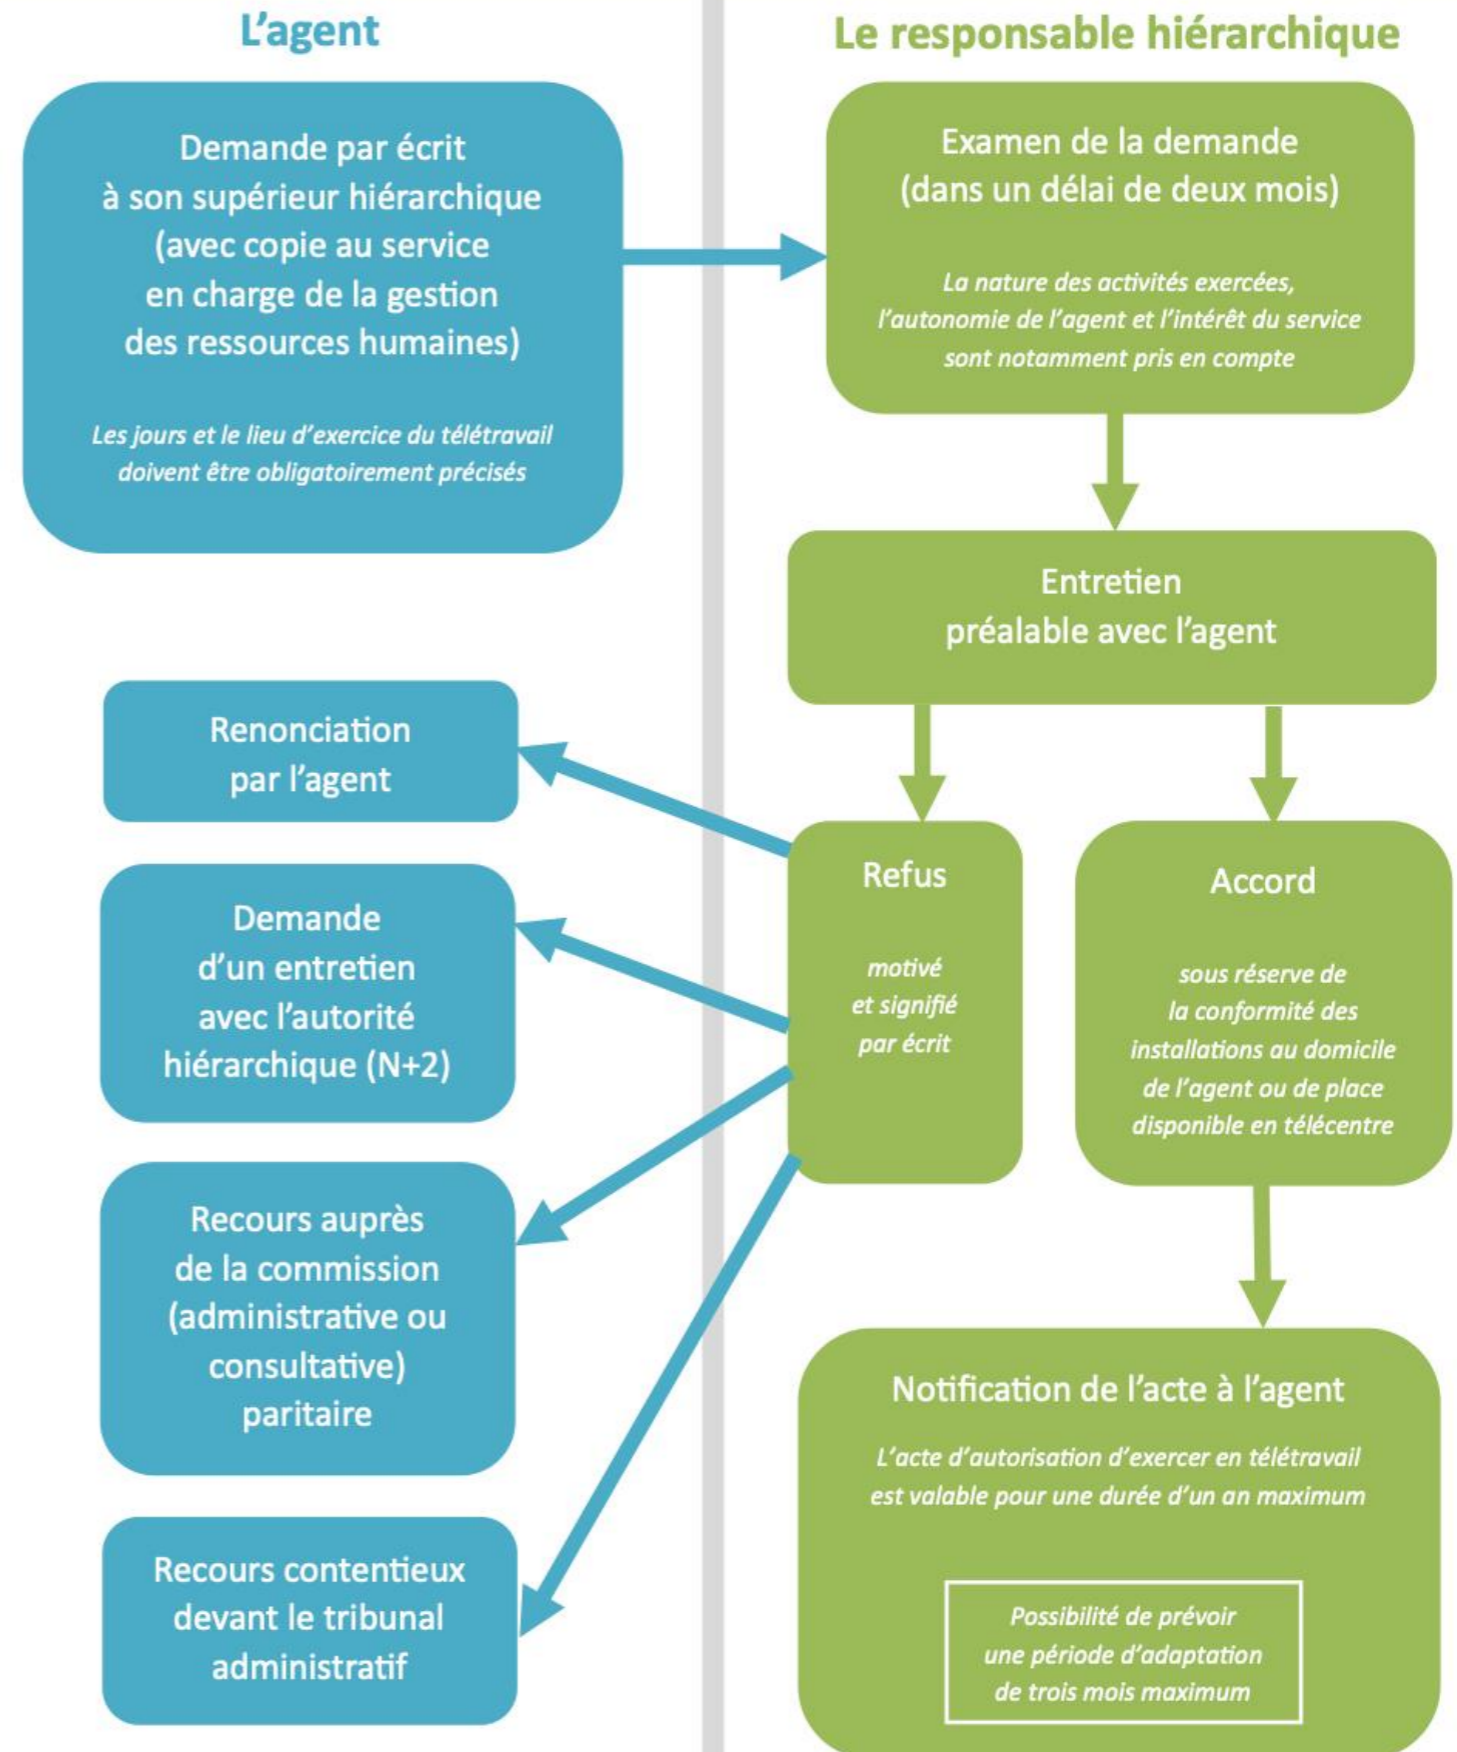 L'agent
Demande par écrit
à son supérieur hiérarchique
(avec copie au service
en charge de la gestion
des ressources humaines)
Les jours et le lieu d'exercice du télétravail
doivent être obligatoirement précisés
Le responsable hiérarchique
Examen de la demande
(dans un délai de deux mois)
La nature des activités exercées,
l'autonomie de l'agent et l'intérêt du service
sont notamment pris en compte
Entretien
préalable avec l'agent
Refus
motivé
et signifié
par écrit
Accord
sous réserve de
la conformité des
installations au domicile
de l'agent ou de place
disponible en télécentre
Renonciation
par l'agent
Demande
d'un entretien
avec l'autorité
hiérarchique (N+2)
Recours auprès
de la commission
(administrative ou
consultative)
paritaire
Recours contentieux
devant le tribunal
administratif
Notification de l'acte à l'agent
L'acte d'autorisation d'exercer en télétravail
est valable pour une durée d'un an maximum
Possibilité de prévoir
une période d'adaptation
de trois mois maximum